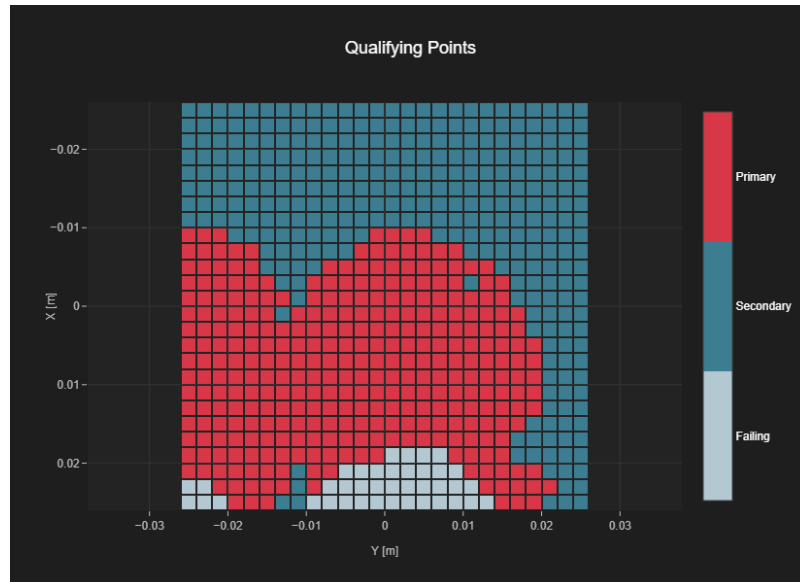 Qualifying Points
−0.02
−0.01
0
0.01
0.02
X [m]
−0.03
−0.02
−0.01
0
0.01
0.02
0.03
Y [m]
Primary
Secondary
Failing